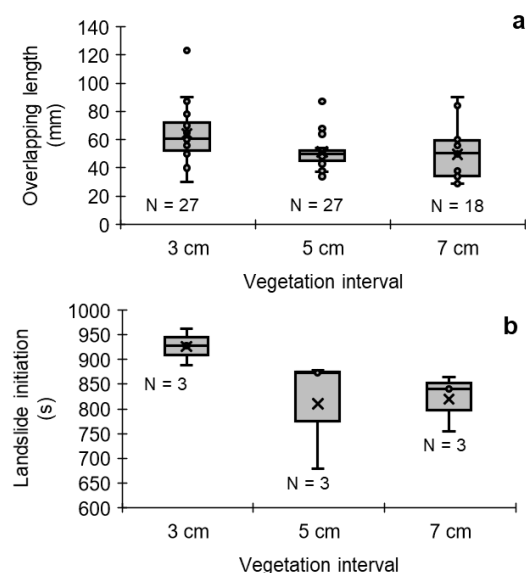 a
Overlapping length
(mm)
140
120
100
80
60
40
20
0
N = 27
N = 27
N = 18
3 cm
5 cm
7 cm
Vegetation interval
b
Landslide initiation
(s)
1000
950
900
850
800
750
700
650
600
N = 3
N = 3
N = 3
3 cm
5 cm
7 cm
Vegetation interval